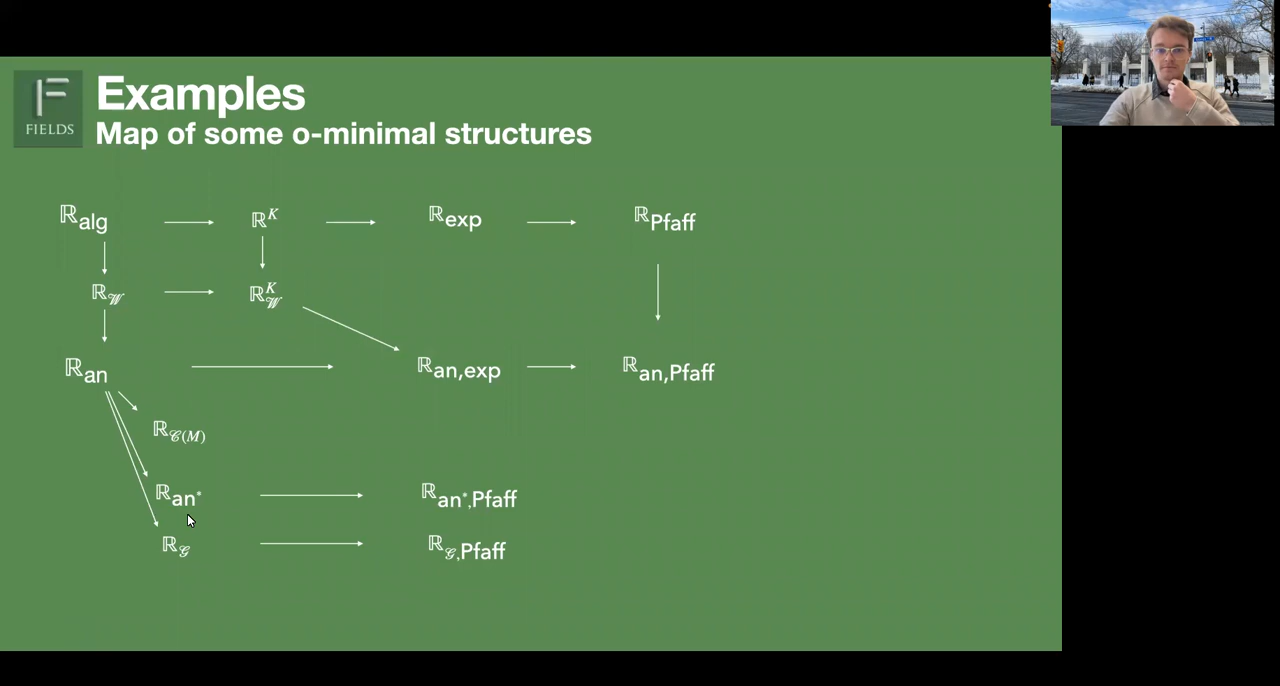 FIELDS
Examples
Map of some o-minimal structures
ℝalg ℝ^K ℝexp ℝPfaff
ℝ_𝒲 ℝ^K_𝒲
ℝan ℝan,exp ℝan,Pfaff
ℝ_𝒞(M)
ℝan* ℝan*,Pfaff
ℝ_𝒢 ℝ_𝒢,Pfaff